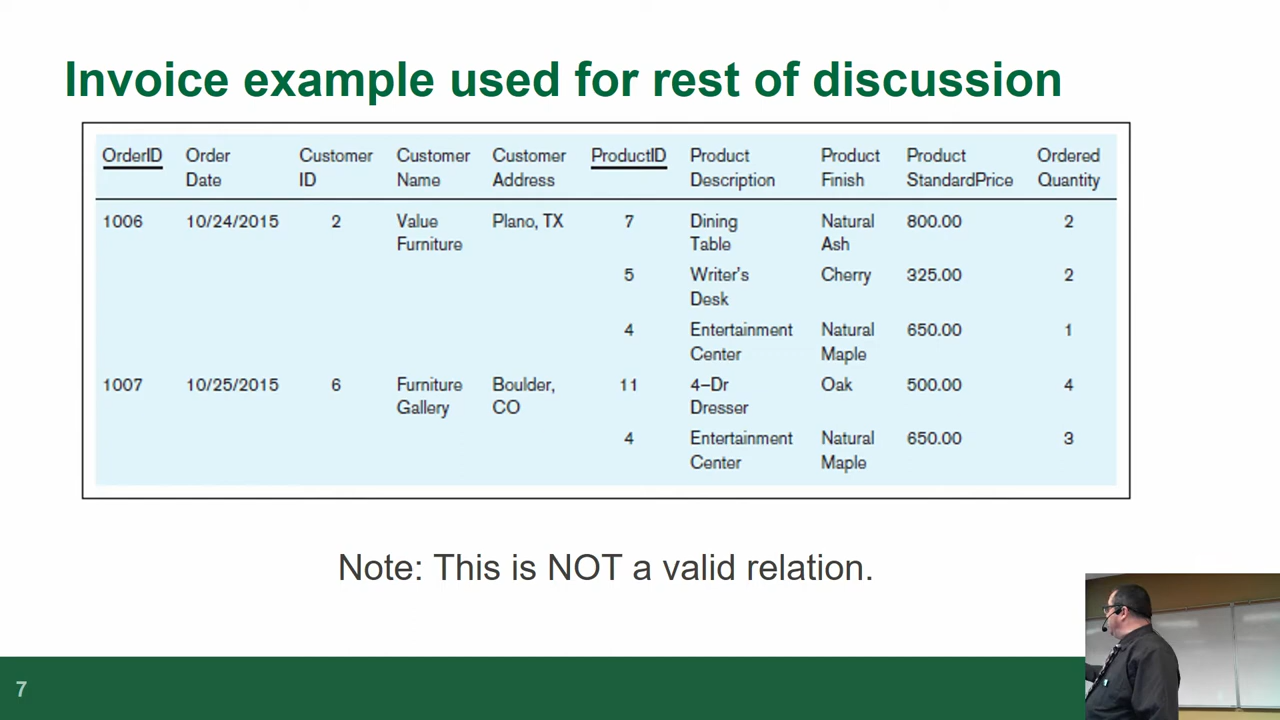 Invoice example used for rest of discussion
OrderID Order Customer Customer Customer ProductID Product Product Product Ordered
Date ID Name Address Description Finish StandardPrice Quantity
1006 10/24/2015 2 Value Plano, TX 7 Dining Natural 800.00 2
Furniture Table Ash
5 Writer's Cherry 325.00 2
Desk
4 Entertainment Natural 650.00 1
Center Maple
1007 10/25/2015 6 Furniture Boulder, 11 4–Dr Oak 500.00 4
Gallery CO Dresser
4 Entertainment Natural 650.00 3
Center Maple
Note: This is NOT a valid relation.
7